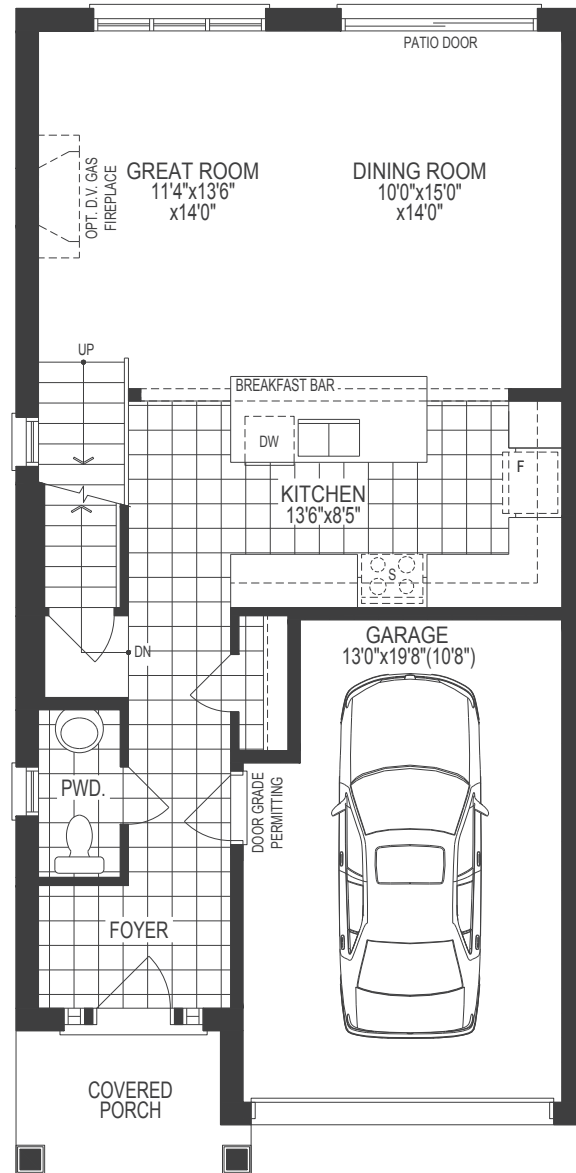 PATIO DOOR
OPT. D.V. GAS
FIREPLACE
GREAT ROOM
11'4"x13'6"
x14'0"
DINING ROOM
10'0"x15'0"
x14'0"
UP
BREAKFAST BAR
DW
F
KITCHEN
13'6"x8'5"
S
DN
GARAGE
13'0"x19'8"(10'8")
PWD.
DOOR GRADE
PERMITTING
FOYER
COVERED
PORCH